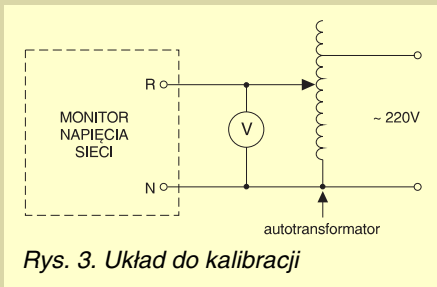 R
MONITOR
NAPIĘCIA
SIECI
V
~ 220V
N
autotransformator
Rys. 3. Układ do kalibracji